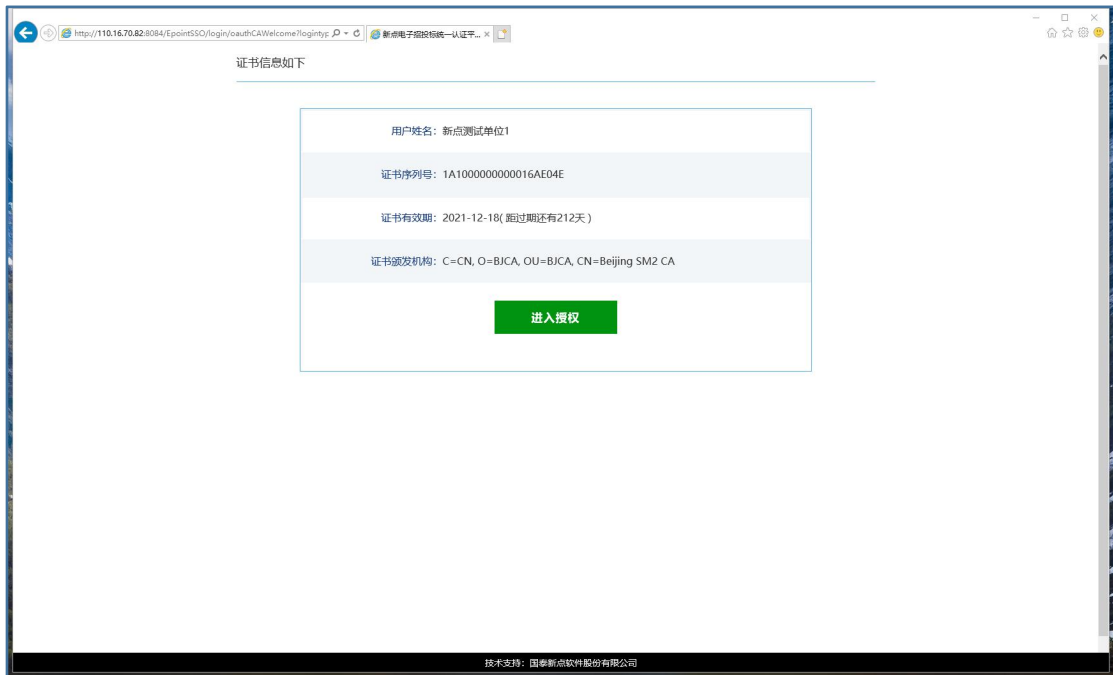 http://110.16.70.82:8084/EpointSSO/login/oauthCAWelcome?logintyp
新点电子招投标统一认证平...
证书信息如下
用户姓名：新点测试单位1
证书序列号：1A1000000000016AE04E
证书有效期：2021-12-18( 距过期还有212天 )
证书颁发机构：C=CN, O=BJCA, OU=BJCA, CN=Beijing SM2 CA
进入授权
技术支持：国泰新点软件股份有限公司